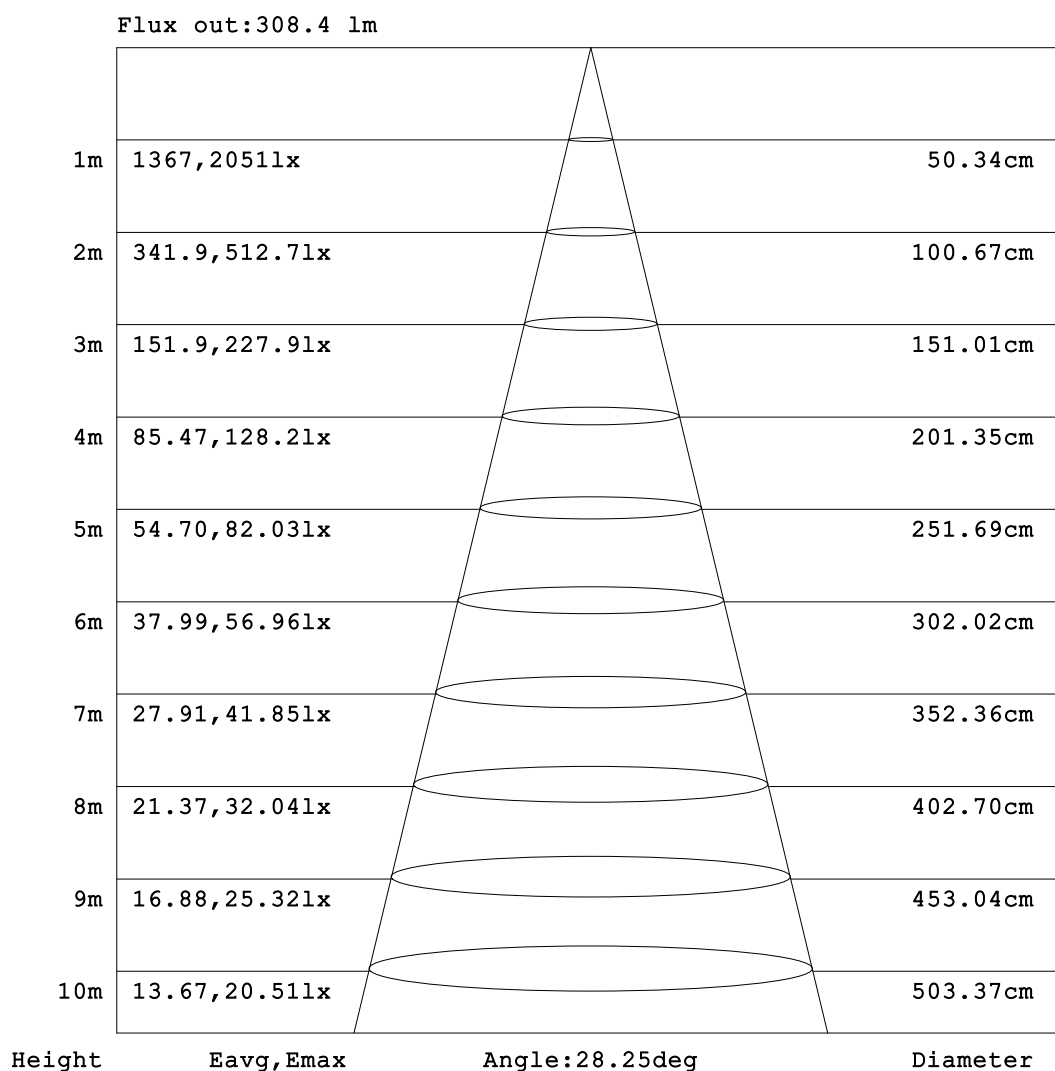 Flux out:308.4 lm
1m 1367,2051lx 50.34cm
2m 341.9,512.7lx 100.67cm
3m 151.9,227.9lx 151.01cm
4m 85.47,128.2lx 201.35cm
5m 54.70,82.03lx 251.69cm
6m 37.99,56.96lx 302.02cm
7m 27.91,41.85lx 352.36cm
8m 21.37,32.04lx 402.70cm
9m 16.88,25.32lx 453.04cm
10m 13.67,20.51lx 503.37cm
Height Eavg,Emax Angle:28.25deg Diameter